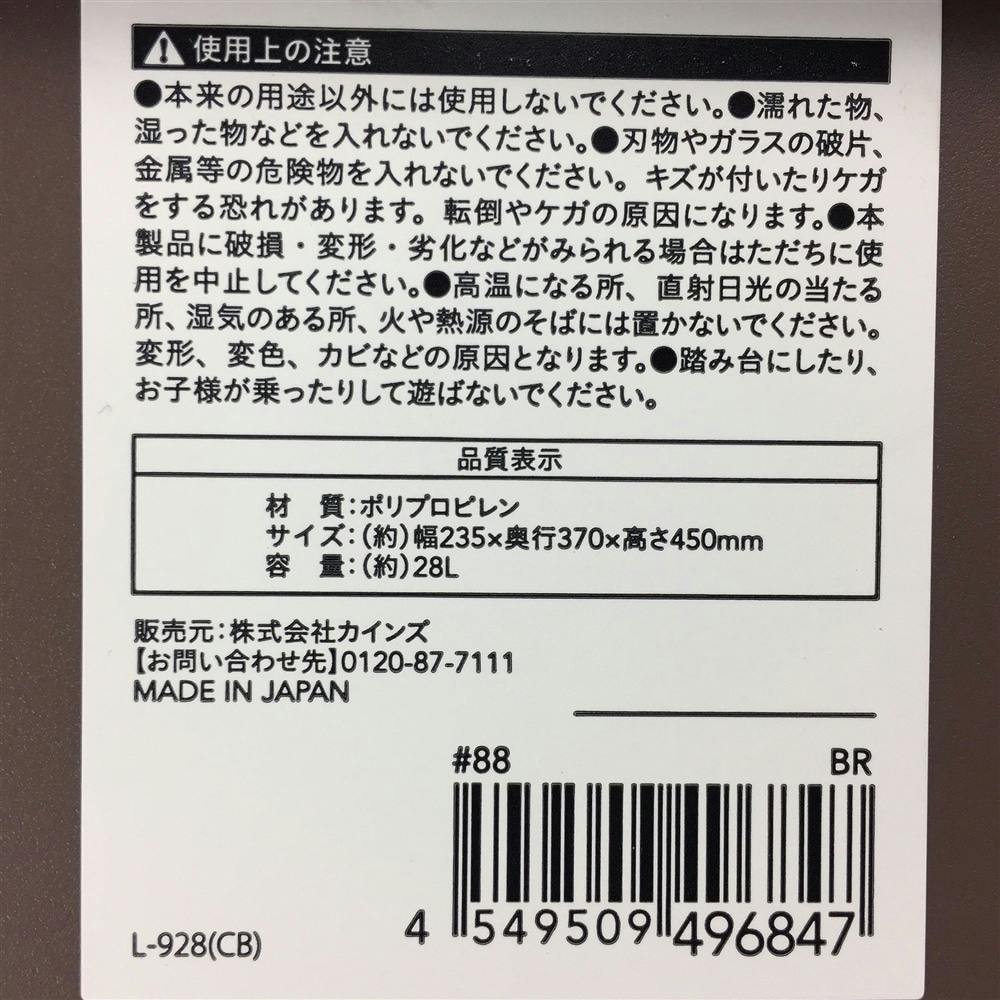 使用上の注意
●本来の用途以外には使用しないでください。●濡れた物、
湿った物などを入れないでください。●刃物やガラスの破片、
金属等の危険物を入れないでください。キズが付いたりケガ
をする恐れがあります。転倒やケガの原因になります。●本
製品に破損・変形・劣化などがみられる場合はただちに使
用を中止してください。●高温になる所、直射日光の当たる
所、湿気のある所、火や熱源のそばには置かないでください。
変形、変色、カビなどの原因となります。●踏み台にしたり、
お子様が乗ったりして遊ばないでください。
品質表示
材　質：ポリプロピレン
サイズ：（約）幅235×奥行370×高さ450mm
容　量：（約）28L
販売元：株式会社カインズ
【お問い合わせ先】0120-87-7111
MADE IN JAPAN
#88 BR
4 549509 496847
L-928(CB)